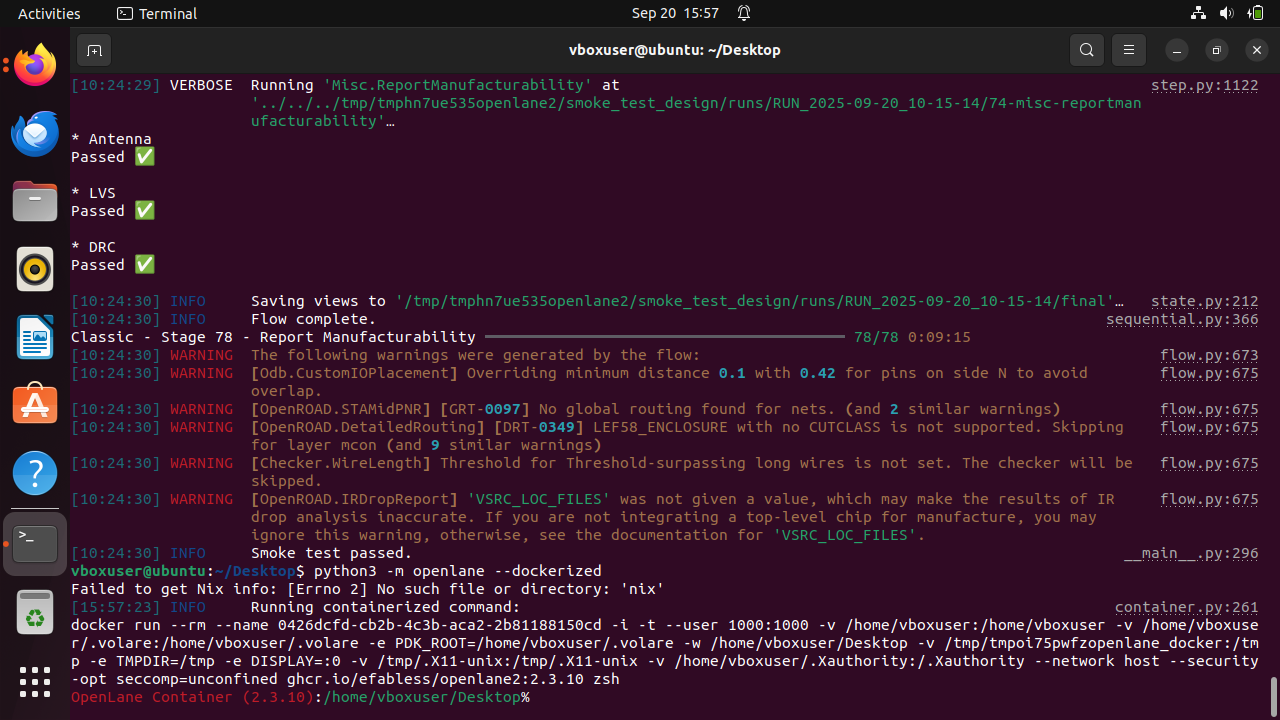 Activities Terminal Sep 20 15:57
vboxuser@ubuntu: ~/Desktop
[10:24:29] VERBOSE Running 'Misc.ReportManufacturability' at step.py:1122
'../../../tmp/tmphn7ue535openlane2/smoke_test_design/runs/RUN_2025-09-20_10-15-14/74-misc-reportman
ufacturability'…
* Antenna
Passed ✅
* LVS
Passed ✅
* DRC
Passed ✅
[10:24:30] INFO Saving views to '/tmp/tmphn7ue535openlane2/smoke_test_design/runs/RUN_2025-09-20_10-15-14/final'… state.py:212
[10:24:30] INFO Flow complete. sequential.py:366
Classic - Stage 78 - Report Manufacturability 78/78 0:09:15
[10:24:30] WARNING The following warnings were generated by the flow: flow.py:673
[10:24:30] WARNING [Odb.CustomIOPlacement] Overriding minimum distance 0.1 with 0.42 for pins on side N to avoid flow.py:675
overlap.
[10:24:30] WARNING [OpenROAD.STAMidPNR] [GRT-0097] No global routing found for nets. (and 2 similar warnings) flow.py:675
[10:24:30] WARNING [OpenROAD.DetailedRouting] [DRT-0349] LEF58_ENCLOSURE with no CUTCLASS is not supported. Skipping flow.py:675
for layer mcon (and 9 similar warnings)
[10:24:30] WARNING [Checker.WireLength] Threshold for Threshold-surpassing long wires is not set. The checker will be flow.py:675
skipped.
[10:24:30] WARNING [OpenROAD.IRDropReport] 'VSRC_LOC_FILES' was not given a value, which may make the results of IR flow.py:675
drop analysis inaccurate. If you are not integrating a top-level chip for manufacture, you may
ignore this warning, otherwise, see the documentation for 'VSRC_LOC_FILES'.
[10:24:30] INFO Smoke test passed. __main__.py:296
vboxuser@ubuntu:~/Desktop$ python3 -m openlane --dockerized
Failed to get Nix info: [Errno 2] No such file or directory: 'nix'
[15:57:23] INFO Running containerized command: container.py:261
docker run --rm --name 0426dcfd-cb2b-4c3b-aca2-2b81188150cd -i -t --user 1000:1000 -v /home/vboxuser:/home/vboxuser -v /home/vboxuse
r/.volare:/home/vboxuser/.volare -e PDK_ROOT=/home/vboxuser/.volare -w /home/vboxuser/Desktop -v /tmp/tmpoi75pwfzopenlane_docker:/tm
p -e TMPDIR=/tmp -e DISPLAY=:0 -v /tmp/.X11-unix:/tmp/.X11-unix -v /home/vboxuser/.Xauthority:/.Xauthority --network host --security
-opt seccomp=unconfined ghcr.io/efabless/openlane2:2.3.10 zsh
OpenLane Container (2.3.10):/home/vboxuser/Desktop%